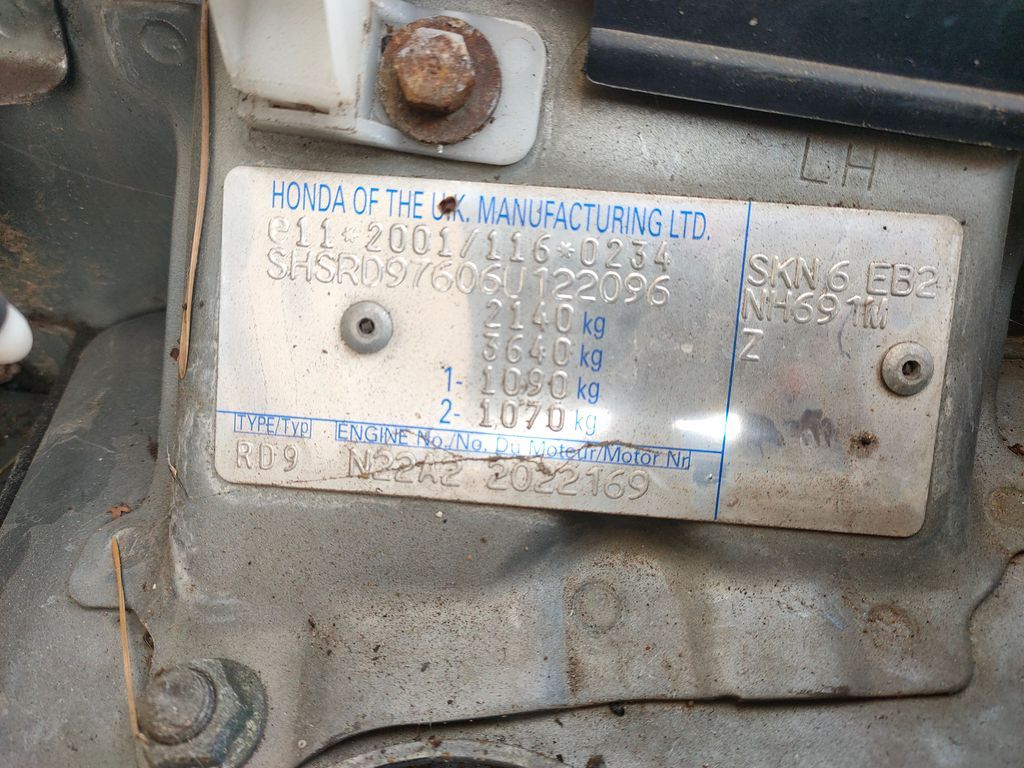 LH
HONDA OF THE U.K. MANUFACTURING LTD.
e11*2001/116*0234
SHSRD97606U122096
2140 kg
3640 kg
1- 1090 kg
2- 1070 kg
TYPE/Typ ENGINE No./No. Du Moteur/Motor Nr
RD9 N22A2 2022169
SKN 6 EB2
NH691M
Z